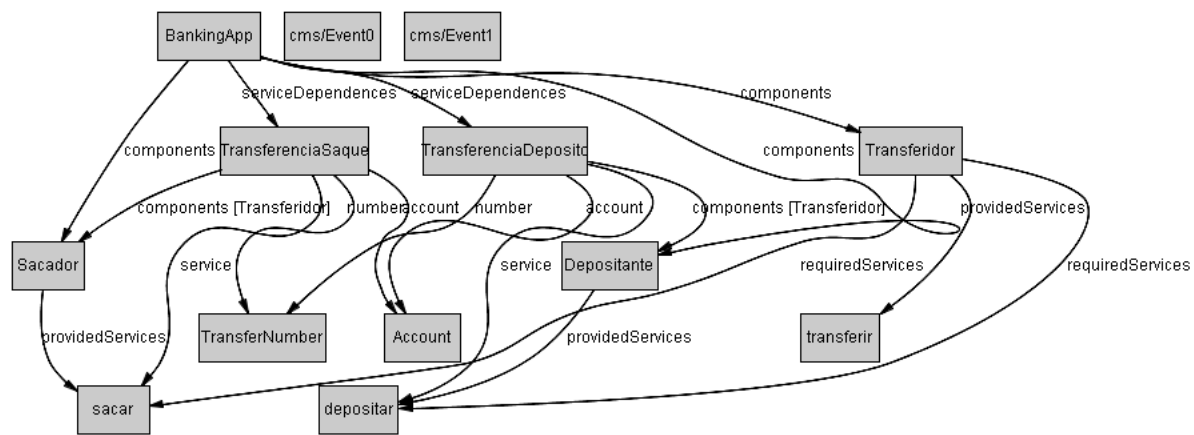 BankingApp
cms/Event0
cms/Event1
serviceDependences
serviceDependences
components
components
TransferenciaSaque
TransferenciaDeposito
components
Transferidor
components [Transferidor]
number
account
number
account
components [Transferidor]
providedServices
Sacador
service
service
Depositante
requiredServices
requiredServices
providedServices
TransferNumber
Account
providedServices
transferir
sacar
depositar